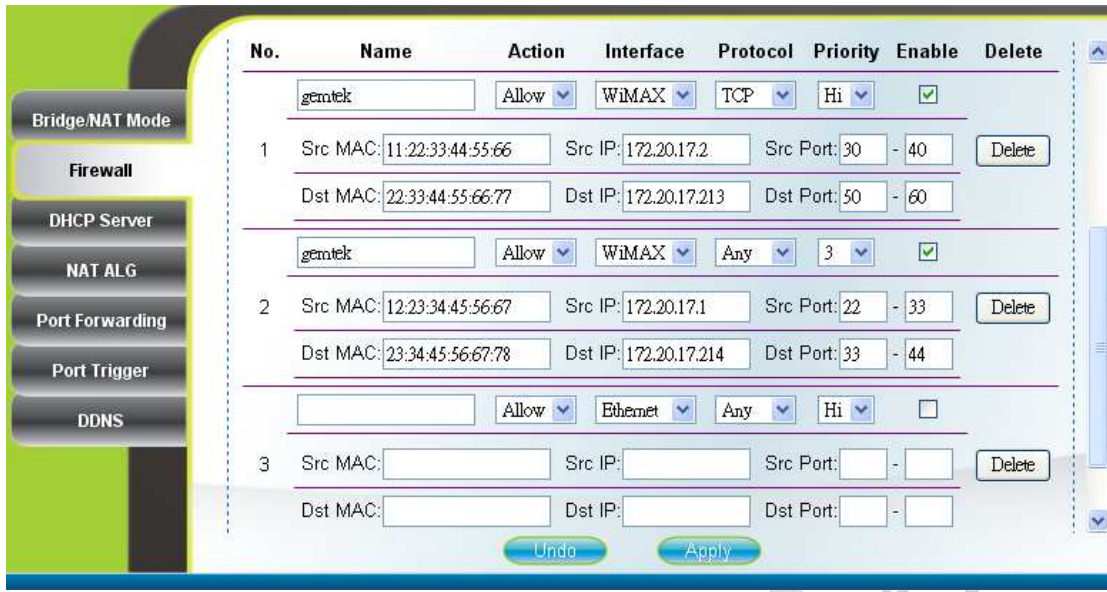 No. Name Action Interface Protocol Priority Enable Delete
gemtek Allow WiMAX TCP Hi
1 Src MAC: 11:22:33:44:55:66 Src IP: 172.20.17.2 Src Port: 30 - 40 Delete
Dst MAC: 22:33:44:55:66:77 Dst IP: 172.20.17.213 Dst Port: 50 - 60
gemtek Allow WiMAX Any 3
2 Src MAC: 12:23:34:45:56:67 Src IP: 172.20.17.1 Src Port: 22 - 33 Delete
Dst MAC: 23:34:45:56:67:78 Dst IP: 172.20.17.214 Dst Port: 33 - 44
Allow Ethernet Any Hi
3 Src MAC: Src IP: Src Port: - Delete
Dst MAC: Dst IP: Dst Port: -
Undo Apply
Bridge/NAT Mode
Firewall
DHCP Server
NAT ALG
Port Forwarding
Port Trigger
DDNS